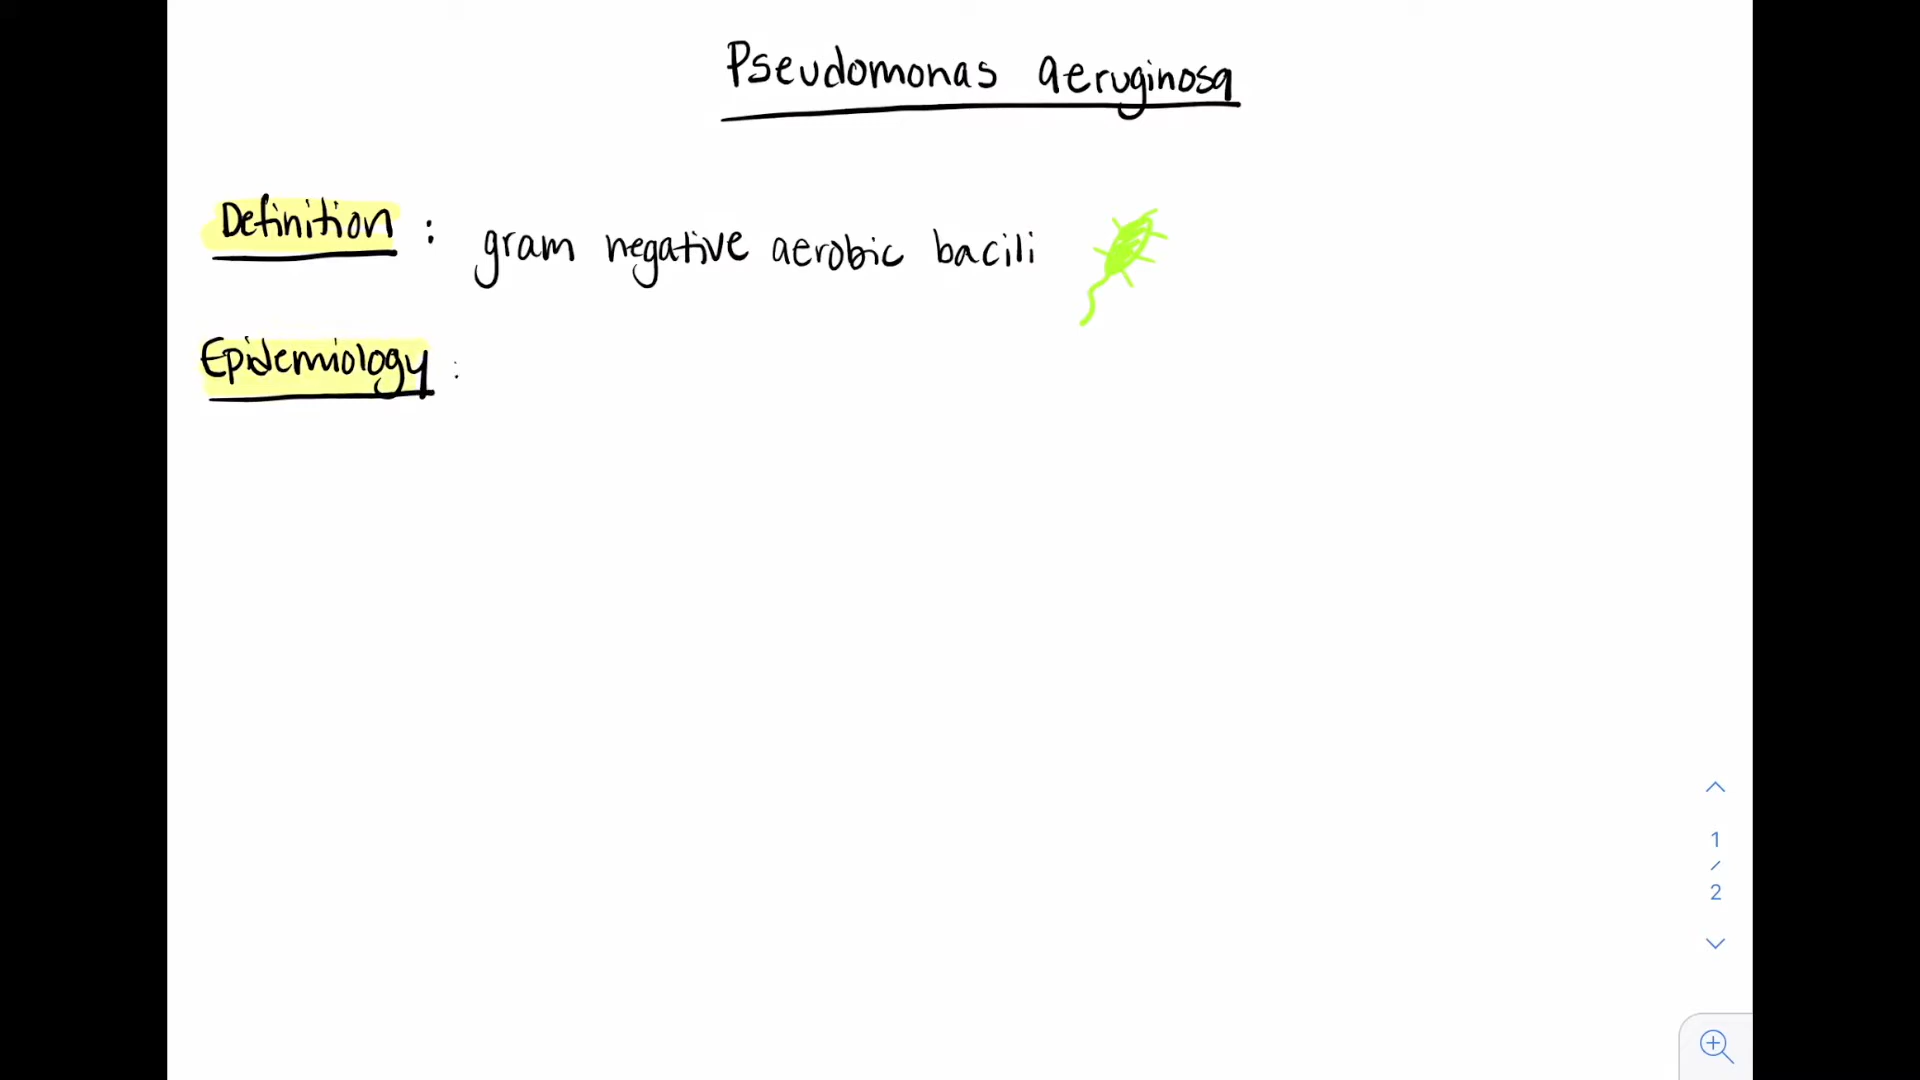 Pseudomonas aeruginosa
Definition : gram negative aerobic bacili
Epidemiology :
1
/
2